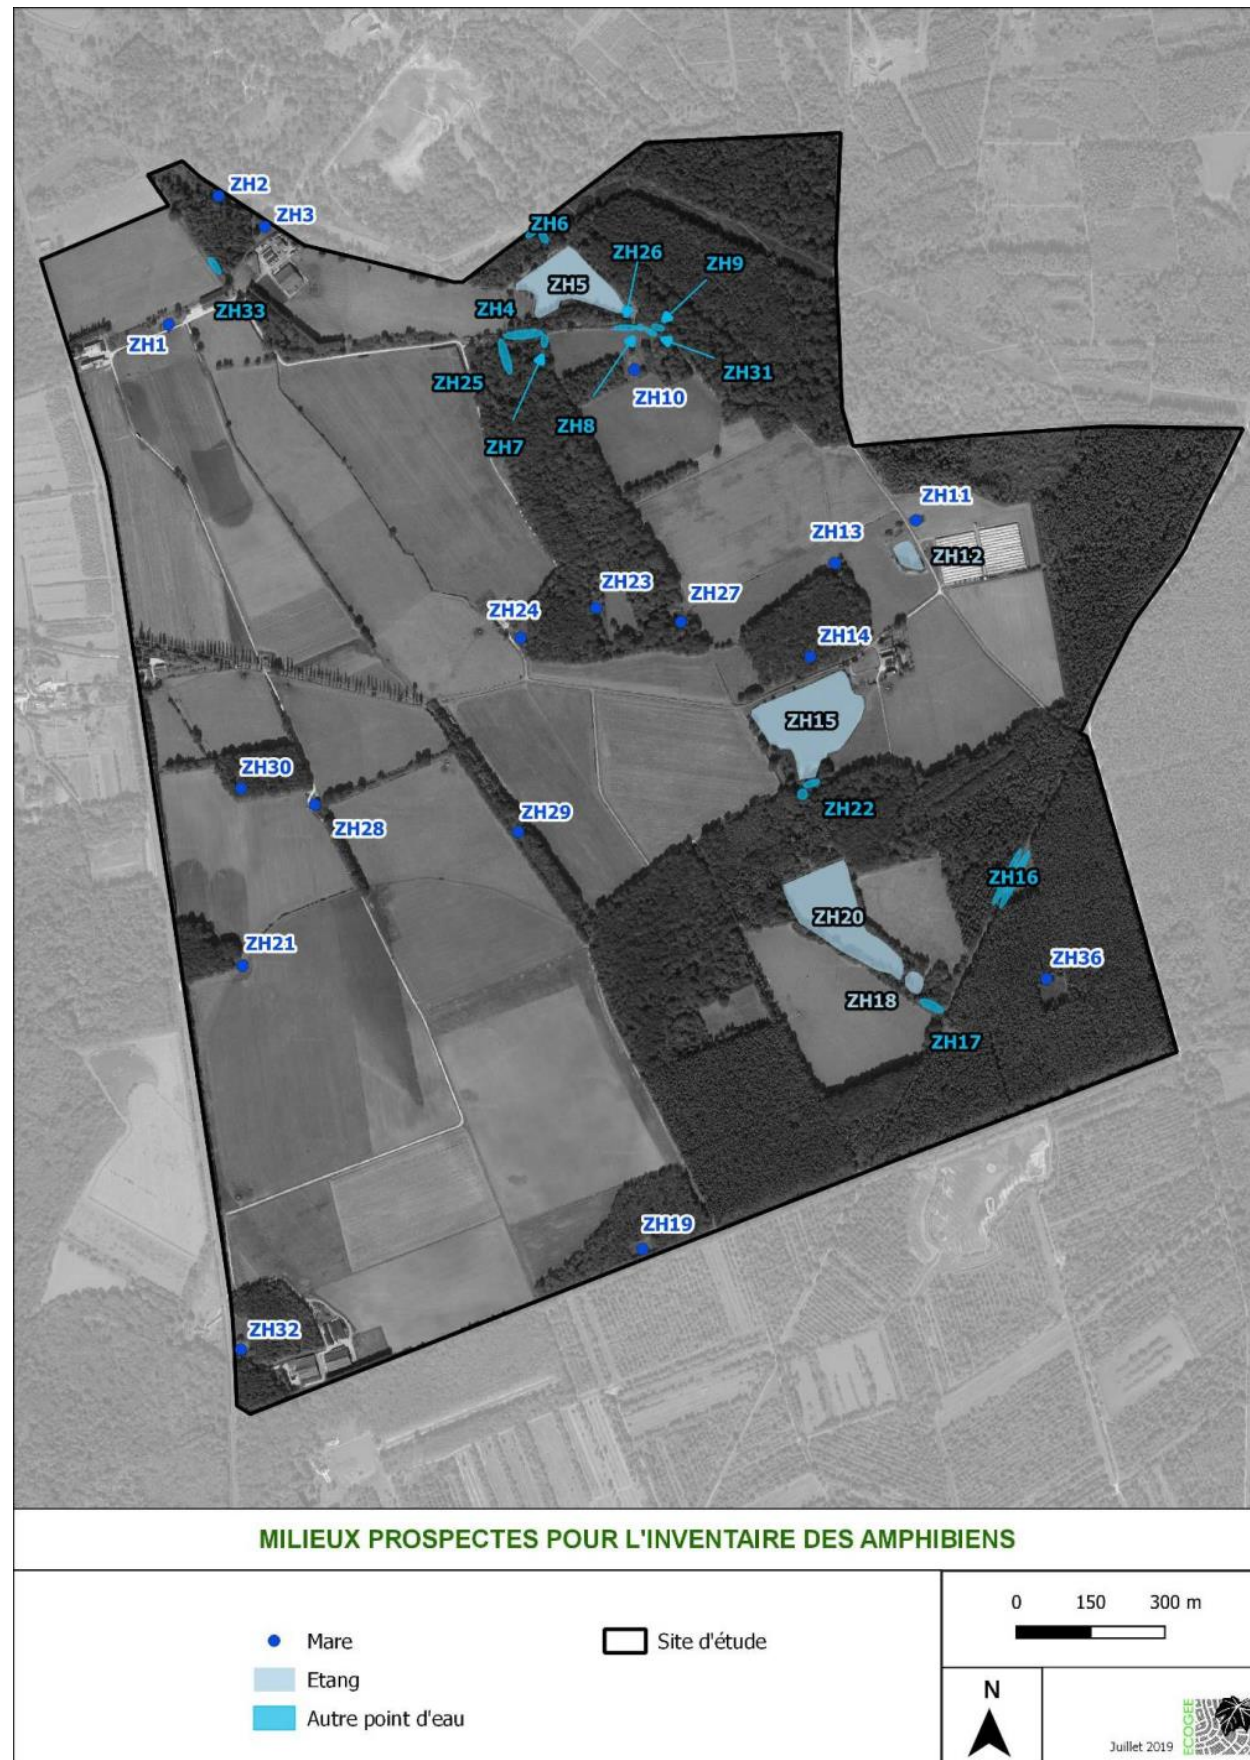 ZH2
ZH3
ZH6
ZH26
ZH9
ZH5
ZH33
ZH4
ZH1
ZH25
ZH31
ZH10
ZH8
ZH7
ZH11
ZH13
ZH12
ZH23
ZH27
ZH24
ZH14
ZH15
ZH30
ZH28
ZH29
ZH22
ZH16
ZH20
ZH21
ZH36
ZH18
ZH17
ZH19
ZH32
MILIEUX PROSPECTES POUR L'INVENTAIRE DES AMPHIBIENS
Mare
Etang
Autre point d'eau
Site d'étude
0 150 300 m
N
Juillet 2019
ECOGEE